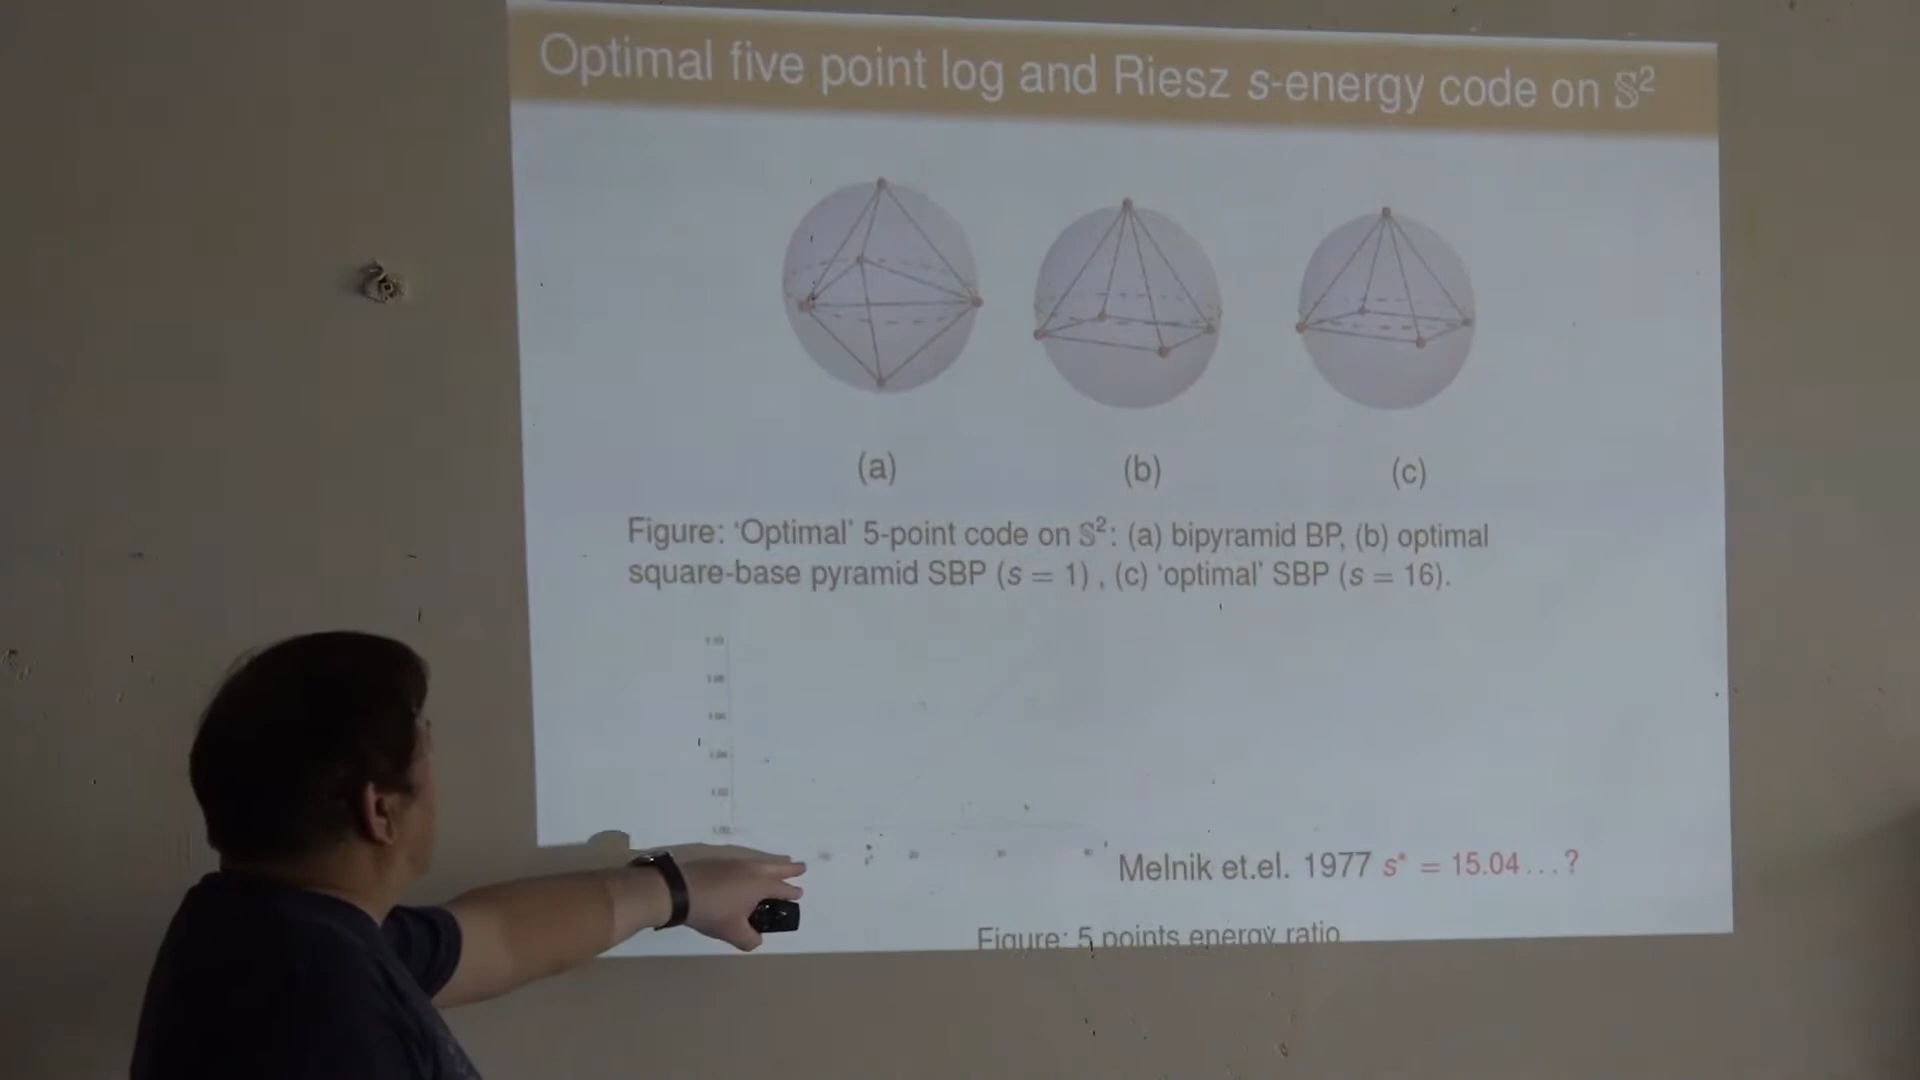 Optimal five point log and Riesz s-energy code on 𝕊²
(a)
(b)
(c)
Figure: ‘Optimal’ 5-point code on 𝕊²: (a) bipyramid BP, (b) optimal
square-base pyramid SBP (s = 1) , (c) ‘optimal’ SBP (s = 16).
Melnik et.el. 1977 s* = 15.04...?
Figure: 5 points energy ratio